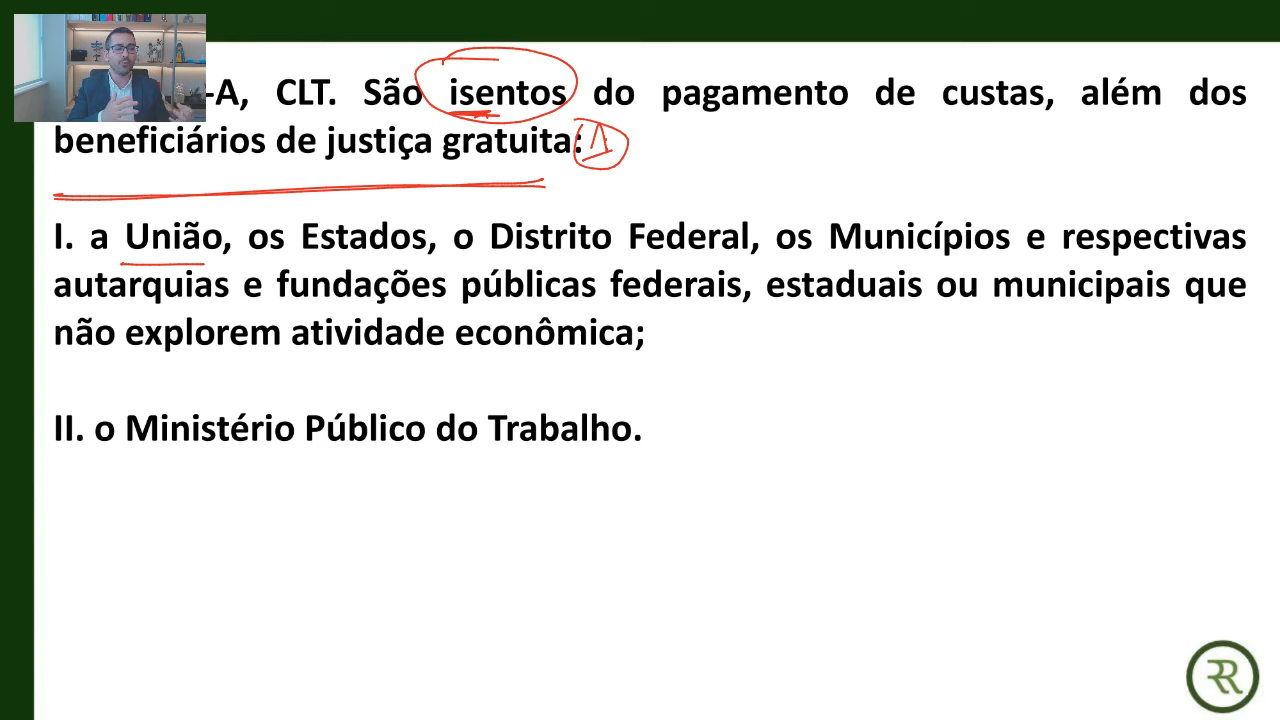 -A, CLT. São isentos do pagamento de custas, além dos
beneficiários de justiça gratuita:
I. a União, os Estados, o Distrito Federal, os Municípios e respectivas
autarquias e fundações públicas federais, estaduais ou municipais que
não explorem atividade econômica;
II. o Ministério Público do Trabalho.